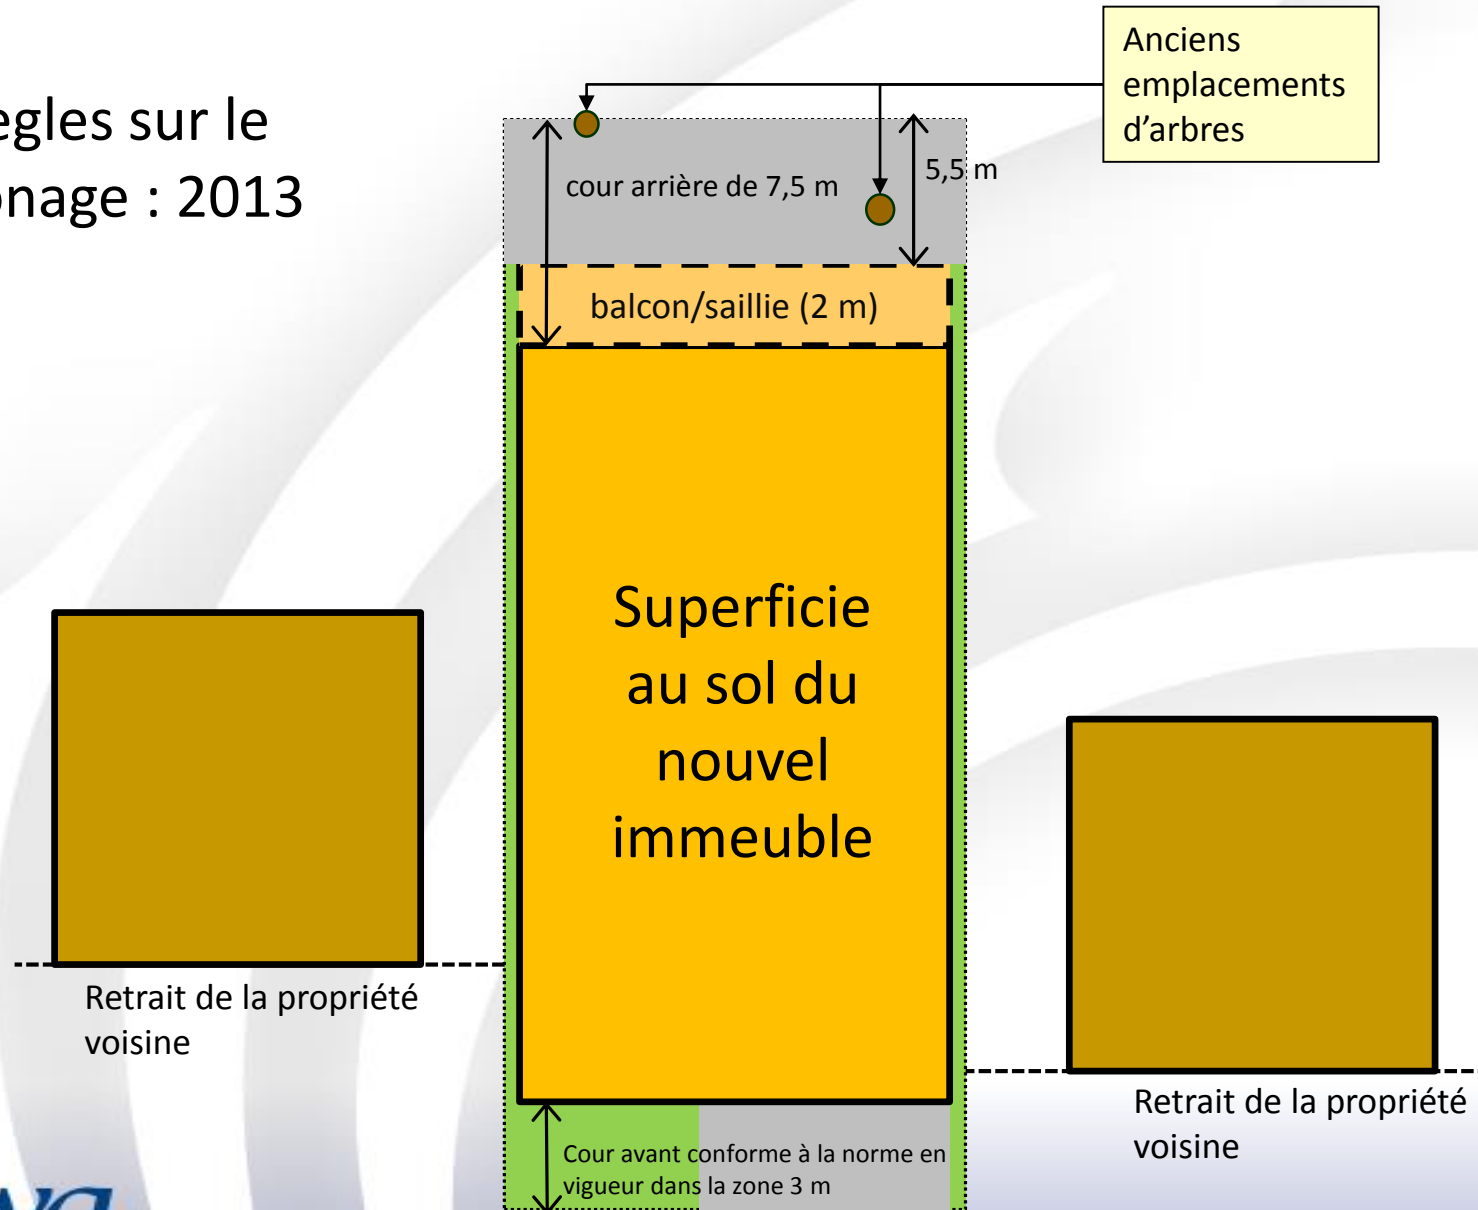 egles sur le
onage : 2013
Anciens
emplacements
d'arbres
cour arrière de 7,5 m
5,5 m
balcon/saillie (2 m)
Superficie
au sol du
nouvel
immeuble
Retrait de la propriété
voisine
Retrait de la propriété
voisine
Cour avant conforme à la norme en
vigueur dans la zone 3 m